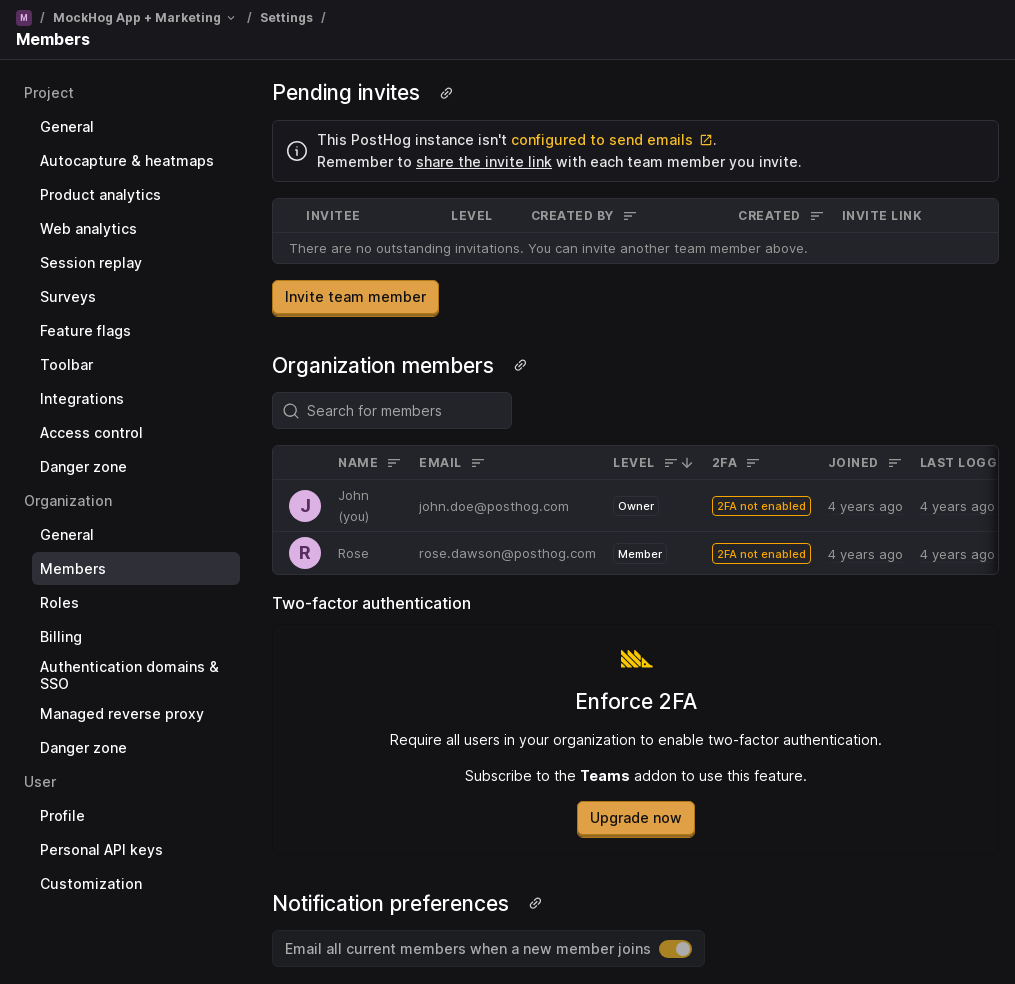 M / MockHog App + Marketing / Settings /
Members
Project
General
Autocapture & heatmaps
Product analytics
Web analytics
Session replay
Surveys
Feature flags
Toolbar
Integrations
Access control
Danger zone
Organization
General
Members
Roles
Billing
Authentication domains &
SSO
Managed reverse proxy
Danger zone
User
Profile
Personal API keys
Customization
Pending invites
This PostHog instance isn't configured to send emails.
Remember to share the invite link with each team member you invite.
INVITEE LEVEL CREATED BY CREATED INVITE LINK
There are no outstanding invitations. You can invite another team member above.
Invite team member
Organization members
Search for members
NAME EMAIL LEVEL 2FA JOINED LAST LOGG
J John
(you) john.doe@posthog.com Owner 2FA not enabled 4 years ago 4 years ago
R Rose rose.dawson@posthog.com Member 2FA not enabled 4 years ago 4 years ago
Two-factor authentication
Enforce 2FA
Require all users in your organization to enable two-factor authentication.
Subscribe to the Teams addon to use this feature.
Upgrade now
Notification preferences
Email all current members when a new member joins